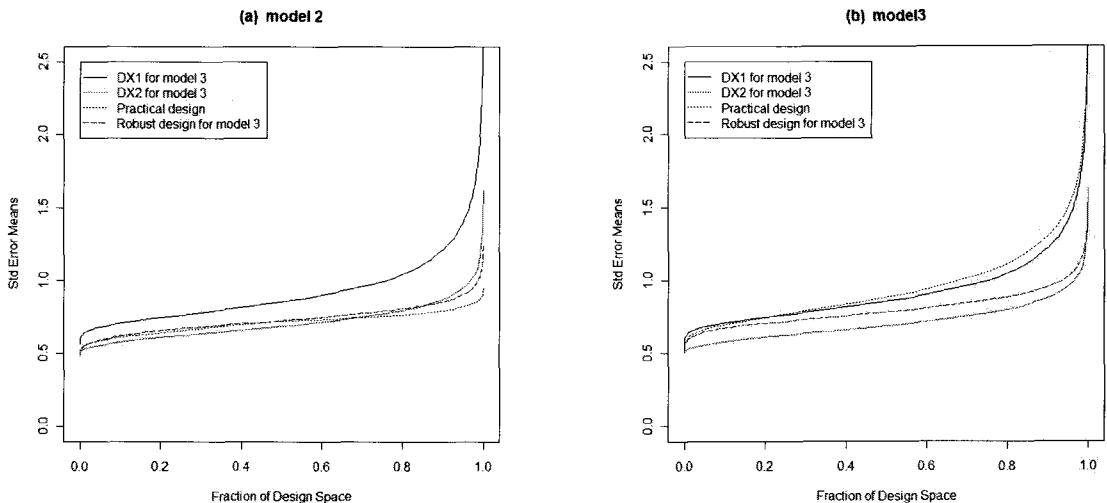 (a) model 2
Std Error Means
2.5
2.0
1.5
1.0
0.5
0.0
DX1 for model 3
DX2 for model 3
Practical design
Robust design for model 3
0.0 0.2 0.4 0.6 0.8 1.0
Fraction of Design Space
(b) model3
Std Error Means
2.5
2.0
1.5
1.0
0.5
0.0
DX1 for model 3
DX2 for model 3
Practical design
Robust design for model 3
0.0 0.2 0.4 0.6 0.8 1.0
Fraction of Design Space